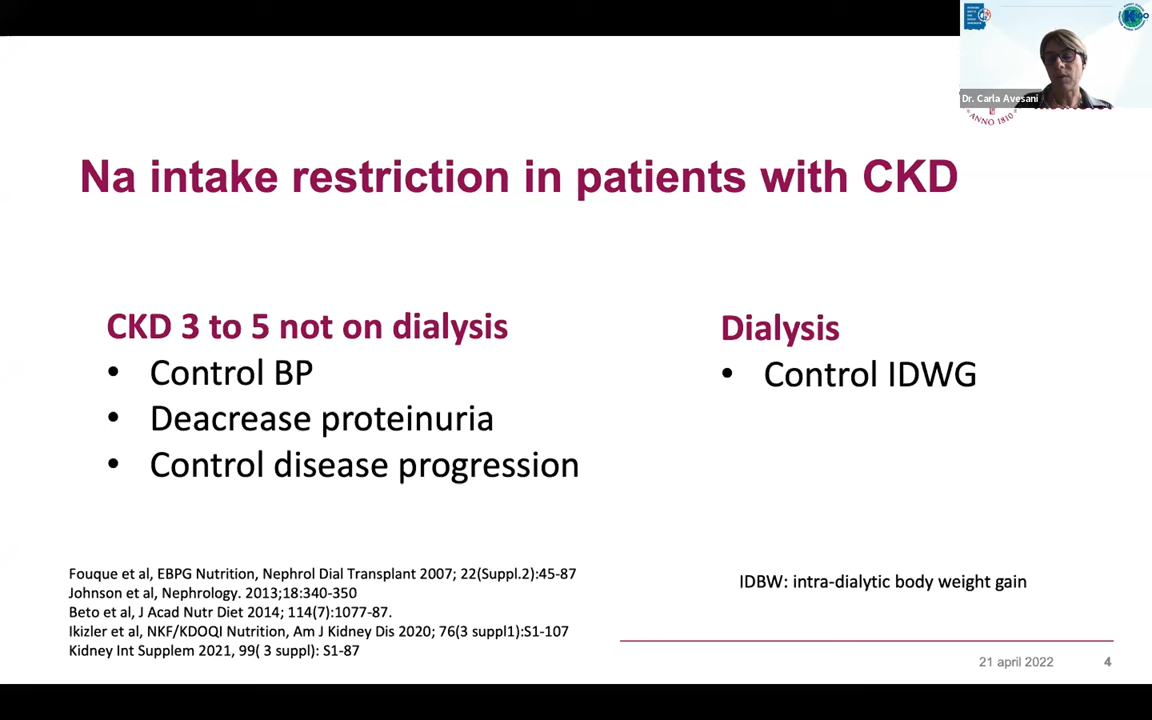 Dr. Carla Avesani
ANNO 1810
Na intake restriction in patients with CKD
CKD 3 to 5 not on dialysis
• Control BP
• Deacrease proteinuria
• Control disease progression
Dialysis
• Control IDWG
Fouque et al, EBPG Nutrition, Nephrol Dial Transplant 2007; 22(Suppl.2):45-87
Johnson et al, Nephrology. 2013;18:340-350
Beto et al, J Acad Nutr Diet 2014; 114(7):1077-87.
Ikizler et al, NKF/KDOQI Nutrition, Am J Kidney Dis 2020; 76(3 suppl1):S1-107
Kidney Int Supplem 2021, 99( 3 suppl): S1-87
IDBW: intra-dialytic body weight gain
21 april 2022
4